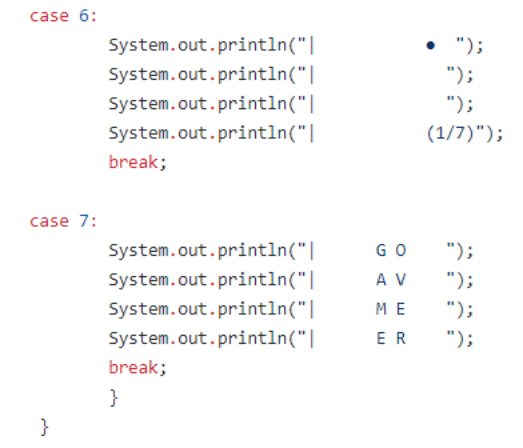 case 6:
        System.out.println("|           ●  ");
        System.out.println("|             ");
        System.out.println("|             ");
        System.out.println("|           (1/7)");
        break;

case 7:
        System.out.println("|      G O    ");
        System.out.println("|      A V    ");
        System.out.println("|      M E    ");
        System.out.println("|      E R    ");
        break;
        }
 }